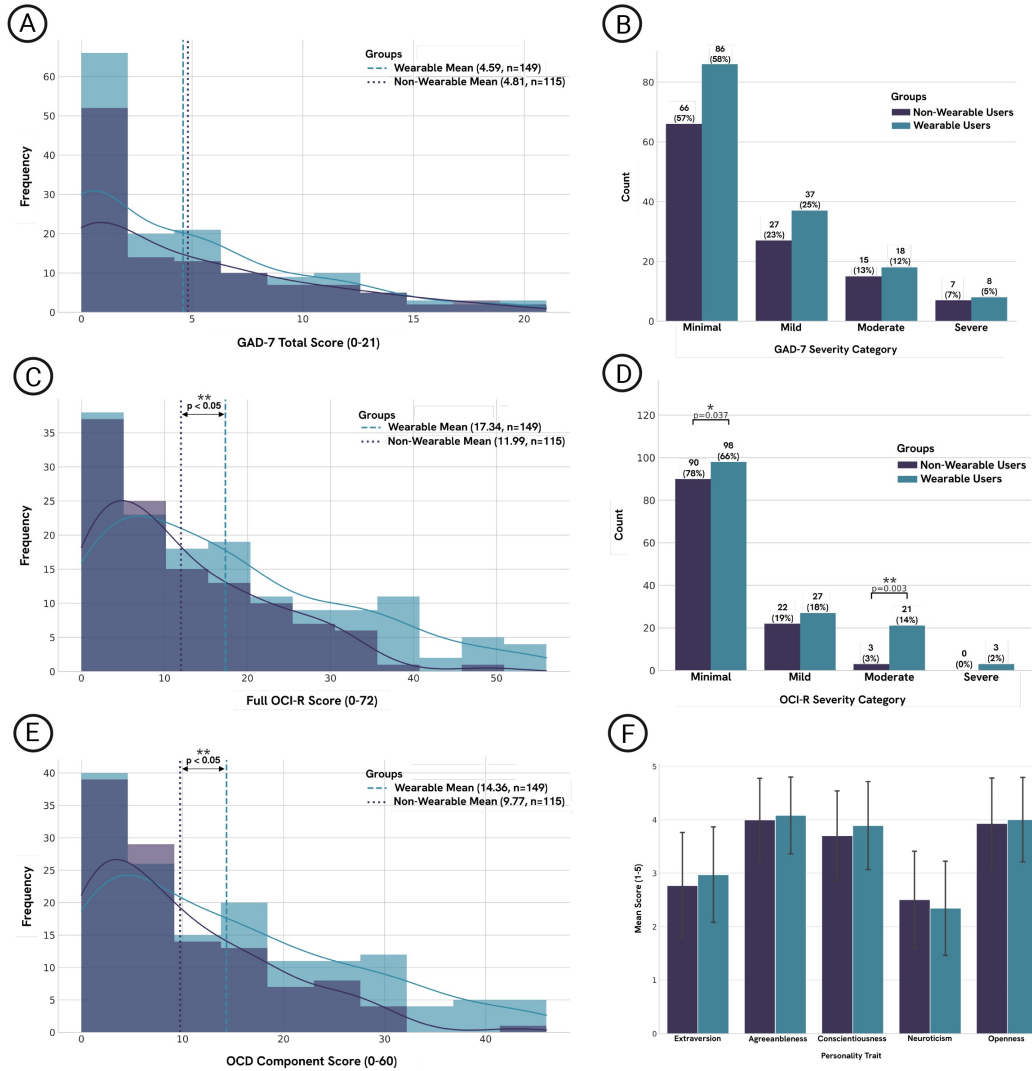 A
Groups
Wearable Mean (4.59, n=149)
Non-Wearable Mean (4.81, n=115)
Frequency
60
50
40
30
20
10
0
0 5 10 15 20
GAD-7 Total Score (0-21)
B
Groups
Non-Wearable Users
Wearable Users
Count
80
60
40
20
0
66
(57%)
86
(58%)
27
(23%)
37
(25%)
15
(13%)
18
(12%)
7
(7%)
8
(5%)
Minimal Mild Moderate Severe
GAD-7 Severity Category
C
**
p < 0.05
Groups
Wearable Mean (17.34, n=149)
Non-Wearable Mean (11.99, n=115)
Frequency
35
30
25
20
15
10
5
0
0 10 20 30 40 50
Full OCI-R Score (0-72)
D
*
p=0.037
Groups
Non-Wearable Users
Wearable Users
Count
120
100
80
60
40
20
0
90
(78%)
98
(66%)
22
(19%)
27
(18%)
**
p=0.003
3
(3%)
21
(14%)
0
(0%)
3
(2%)
Minimal Mild Moderate Severe
OCI-R Severity Category
E
**
p < 0.05
Groups
Wearable Mean (14.36, n=149)
Non-Wearable Mean (9.77, n=115)
Frequency
40
35
30
25
20
15
10
5
0
0 10 20 30 40
OCD Component Score (0-60)
F
Mean Score (1-5)
5
4
3
2
1
0
Extraversion Agreeanbleness Conscientiousness Neuroticism Openness
Personality Trait